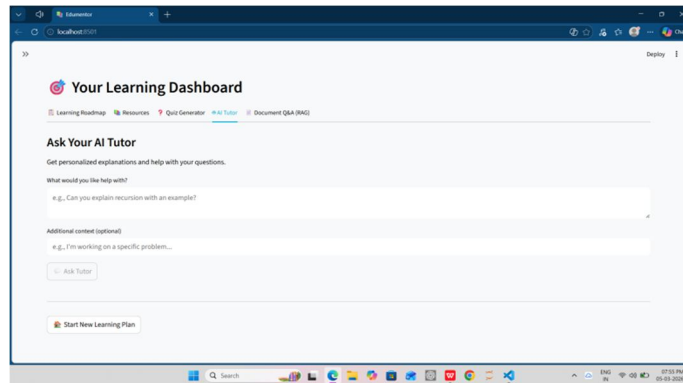 Edumentor
localhost:8501
Deploy
Your Learning Dashboard
Learning Roadmap Resources Quiz Generator AI Tutor Document Q&A (RAG)
Ask Your AI Tutor
Get personalized explanations and help with your questions.
What would you like help with?
e.g., Can you explain recursion with an example?
Additional context (optional)
e.g., I'm working on a specific problem...
Ask Tutor
Start New Learning Plan
Search
ENG
IN
07:55 PM
05-03-2026